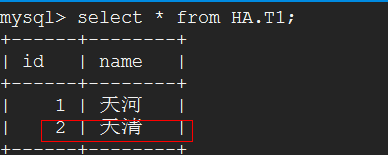 mysql> select * from HA.T1;
+------+--------+
| id   | name   |
+------+--------+
|    1 | 天河   |
|    2 | 天清   |
+------+--------+